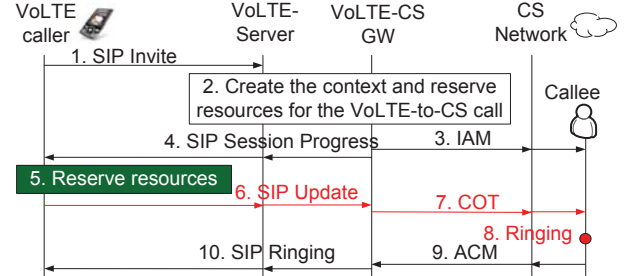 VoLTE caller
VoLTE-Server
VoLTE-CS GW
CS Network
1. SIP Invite
2. Create the context and reserve
resources for the VoLTE-to-CS call
Callee
4. SIP Session Progress
3. IAM
5. Reserve resources
6. SIP Update
7. COT
8. Ringing
10. SIP Ringing
9. ACM